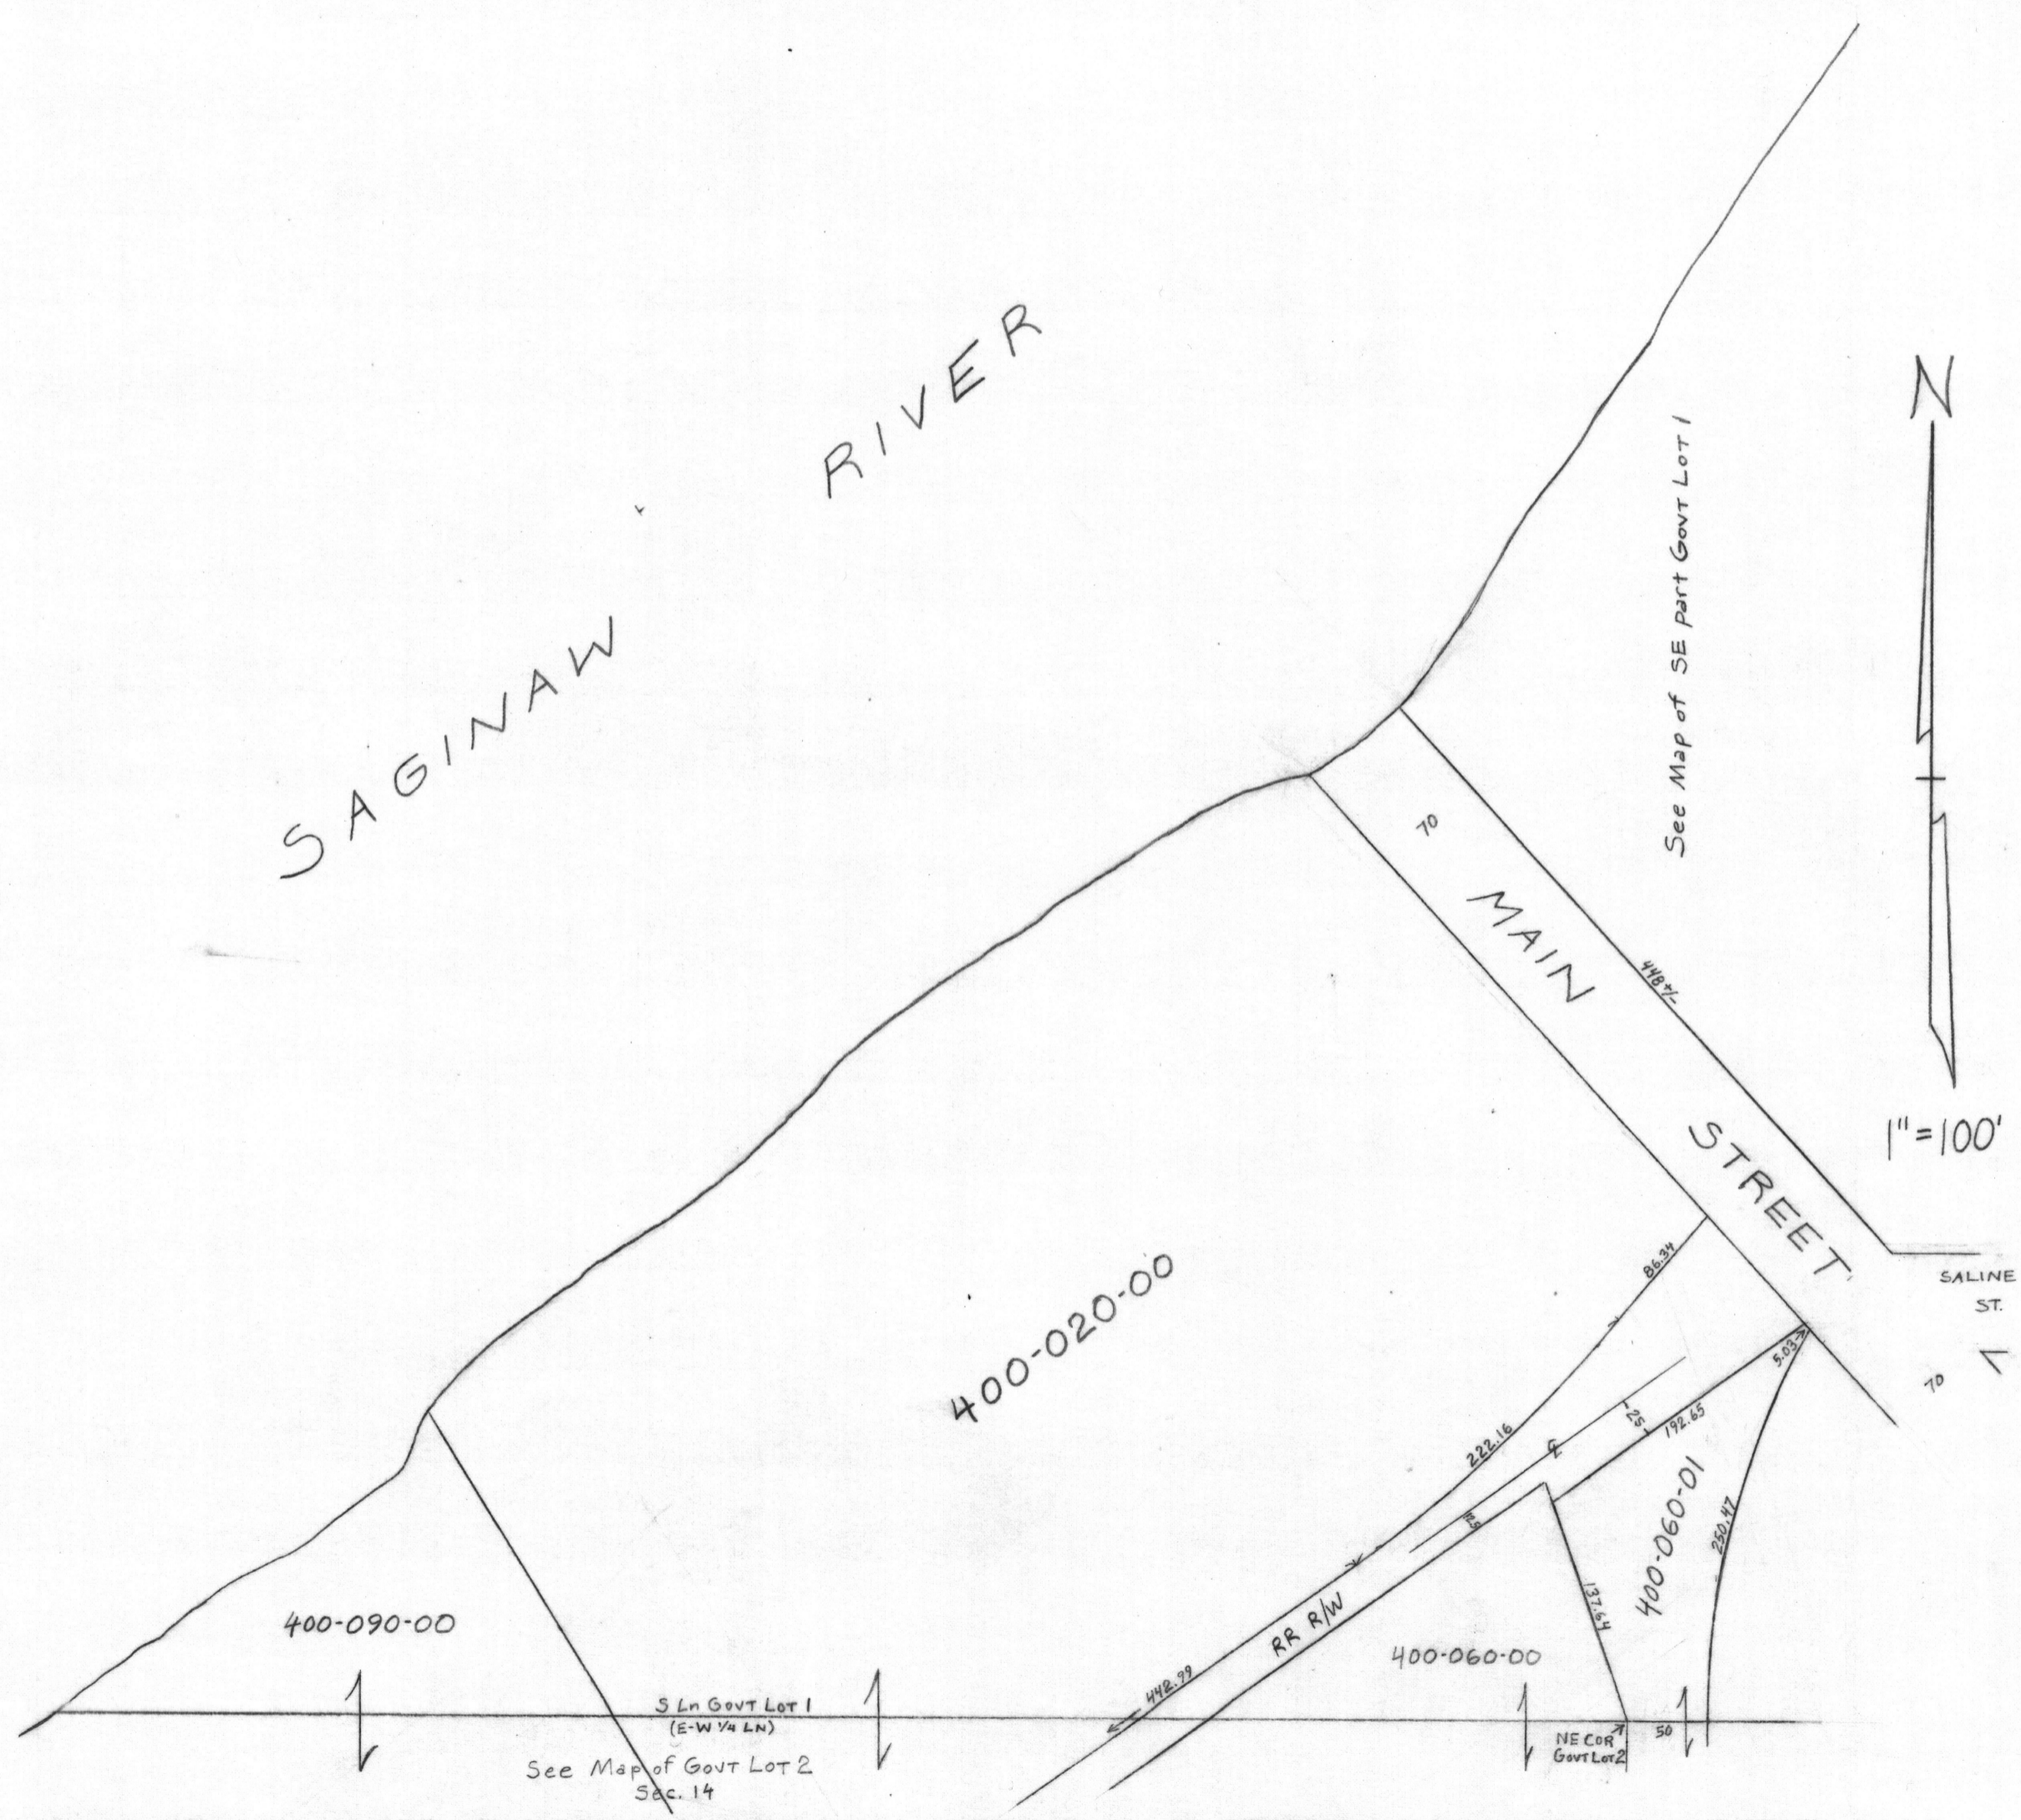 SAGINAW RIVER
N
See Map of SE part GOVT LOT 1
70
MAIN STREET
448+/-
1"=100'
SALINE
ST.
70
86.34
5.03
400-020-00
222.16
25
192.65
℄
400-060-01
250.47
137.64
RR R/W
400-060-00
400-090-00
442.99
S Ln GOVT LOT 1
(E-W 1/4 LN)
NE COR
GOVT LOT 2
50
See Map of GOVT LOT 2
Sec. 14